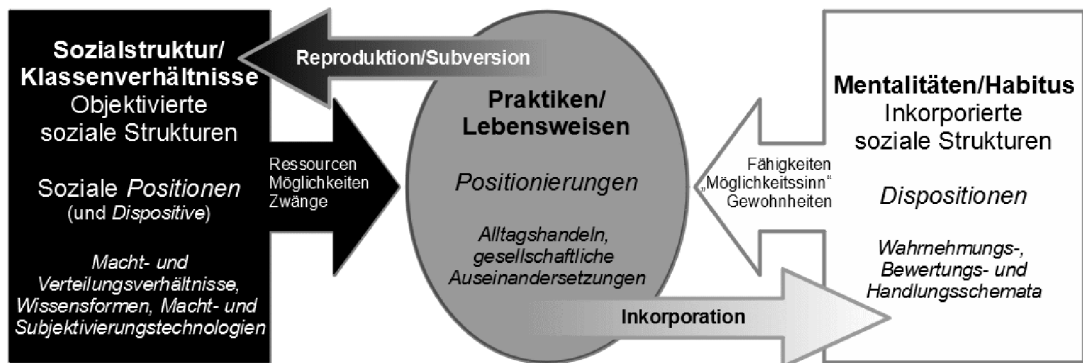 Sozialstruktur/
Klassenverhältnisse
Objektivierte
soziale Strukturen
Soziale Positionen
(und Dispositive)
Macht- und
Verteilungsverhältnisse,
Wissensformen, Macht- und
Subjektivierungstechnologien
Reproduktion/Subversion
Ressourcen
Möglichkeiten
Zwänge
Praktiken/
Lebensweisen
Positionierungen
Alltagshandeln,
gesellschaftliche
Auseinandersetzungen
Fähigkeiten
„Möglichkeitssinn“
Gewohnheiten
Inkorporation
Mentalitäten/Habitus
Inkorporierte
soziale Strukturen
Dispositionen
Wahrnehmungs-,
Bewertungs- und
Handlungsschemata